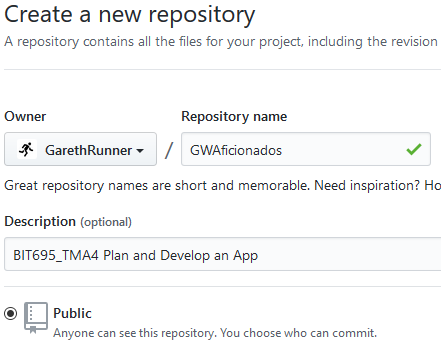 Create a new repository
A repository contains all the files for your project, including the revision
Owner Repository name
GarethRunner / GWAficionados
Great repository names are short and memorable. Need inspiration? Ho
Description (optional)
BIT695_TMA4 Plan and Develop an App
Public
Anyone can see this repository. You choose who can commit.